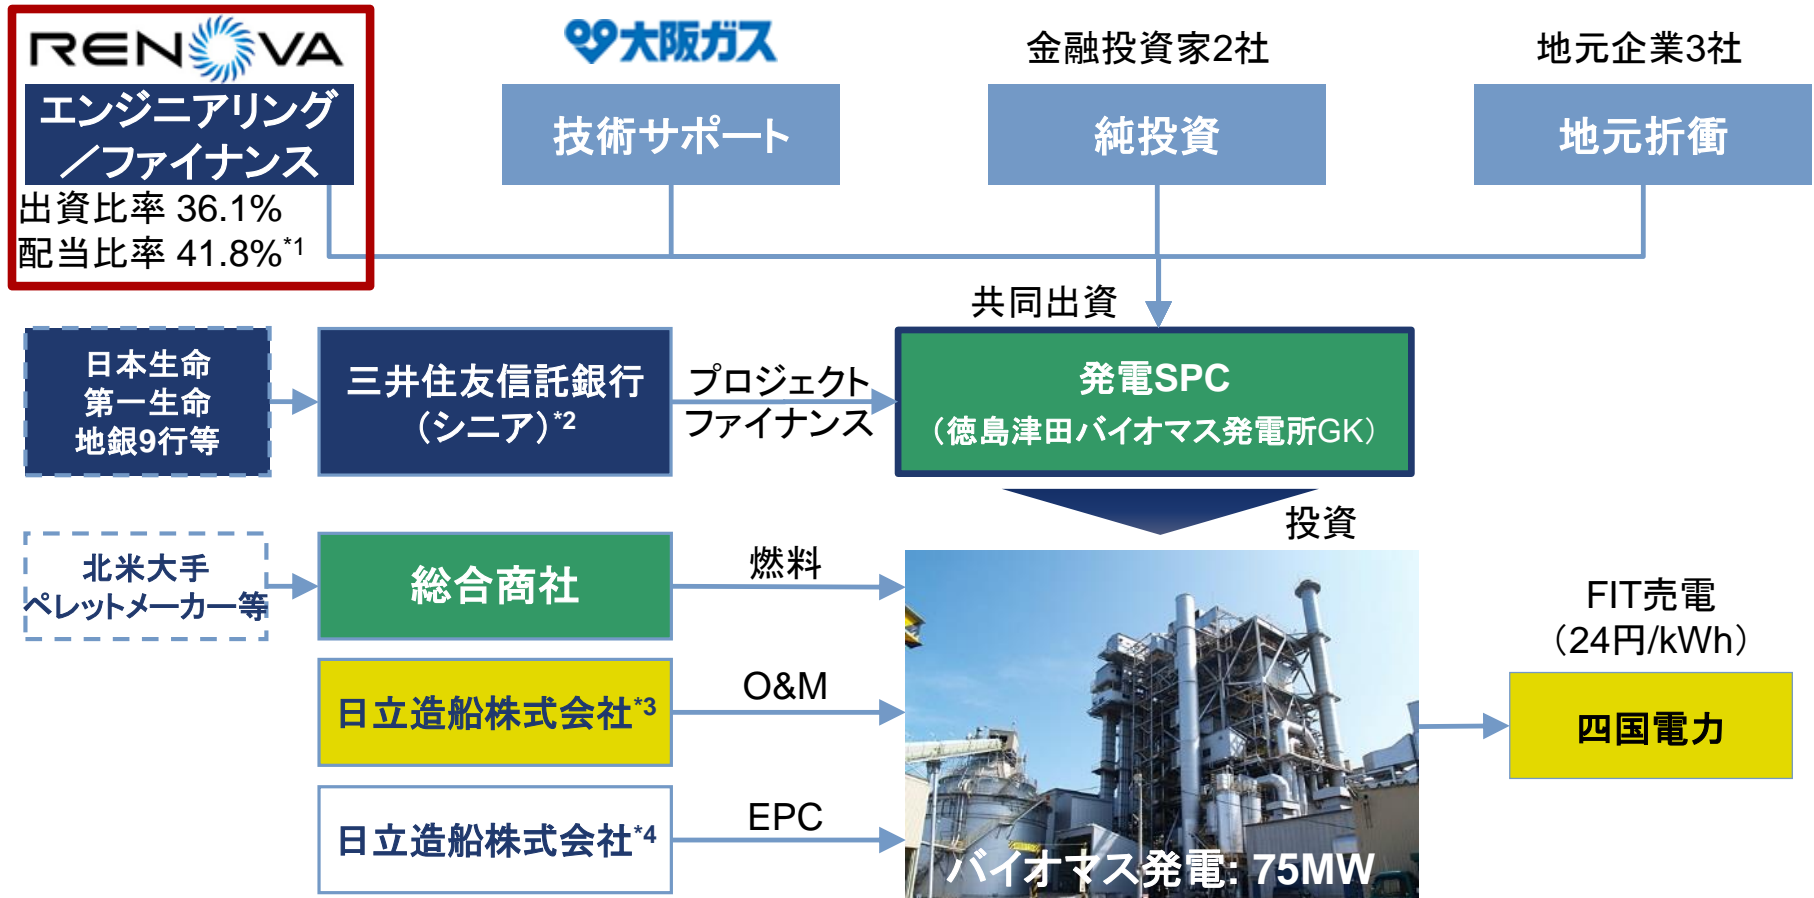 RENOVA
エンジニアリング
／ファイナンス
出資比率 36.1%
配当比率 41.8%*1
大阪ガス
技術サポート
金融投資家2社
純投資
地元企業3社
地元折衝
共同出資
日本生命
第一生命
地銀9行等
三井住友信託銀行
（シニア）*2
プロジェクト
ファイナンス
発電SPC
（徳島津田バイオマス発電所GK）
投資
北米大手
ペレットメーカー等
総合商社
燃料
日立造船株式会社*3
O&M
日立造船株式会社*4
EPC
バイオマス発電: 75MW
FIT売電
（24円/kWh）
四国電力